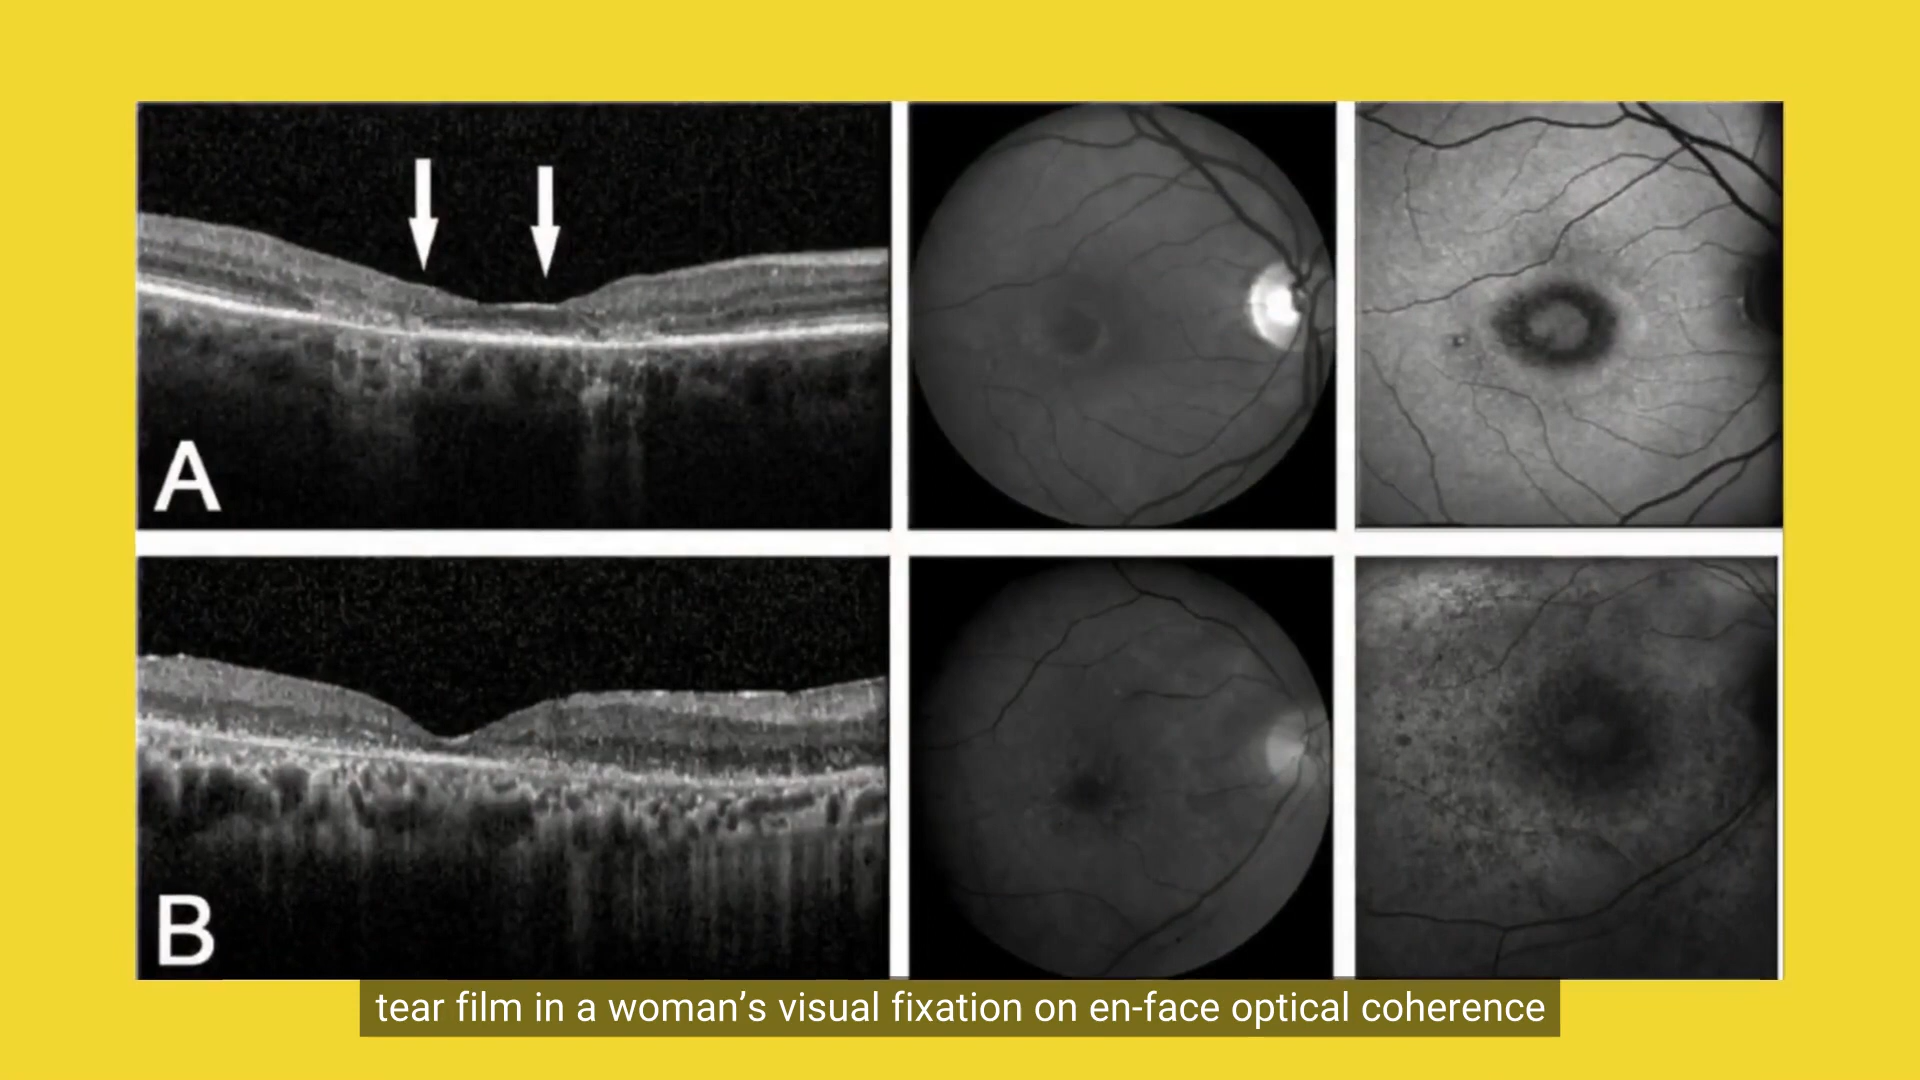 A
B
tear film in a woman’s visual fixation on en-face optical coherence